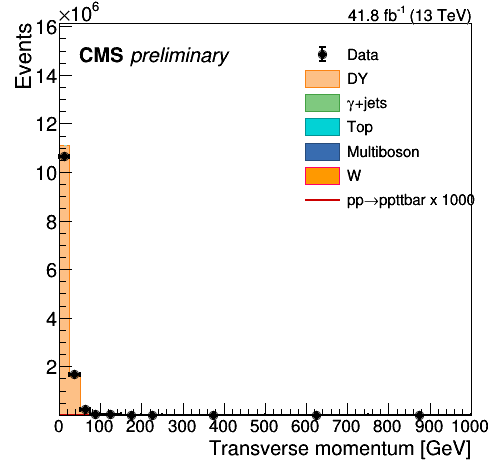 ×10⁶
41.8 fb⁻¹ (13 TeV)
Events
CMS preliminary
Data
DY
γ+jets
Top
Multiboson
W
pp→ppttbar x 1000
16
14
12
10
8
6
4
2
0 100 200 300 400 500 600 700 800 900 1000
Transverse momentum [GeV]